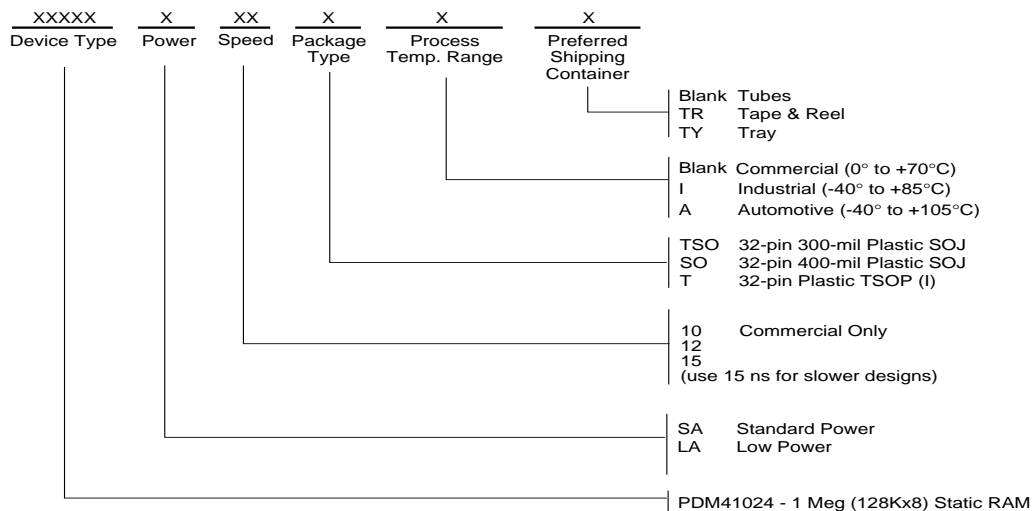 XXXXX X XX X X X
Device Type Power Speed Package Type Process Temp. Range Preferred Shipping Container
Blank Tubes
TR Tape & Reel
TY Tray
Blank Commercial (0° to +70°C)
I Industrial (-40° to +85°C)
A Automotive (-40° to +105°C)
TSO 32-pin 300-mil Plastic SOJ
SO 32-pin 400-mil Plastic SOJ
T 32-pin Plastic TSOP (I)
10 Commercial Only
12
15
(use 15 ns for slower designs)
SA Standard Power
LA Low Power
PDM41024 - 1 Meg (128Kx8) Static RAM